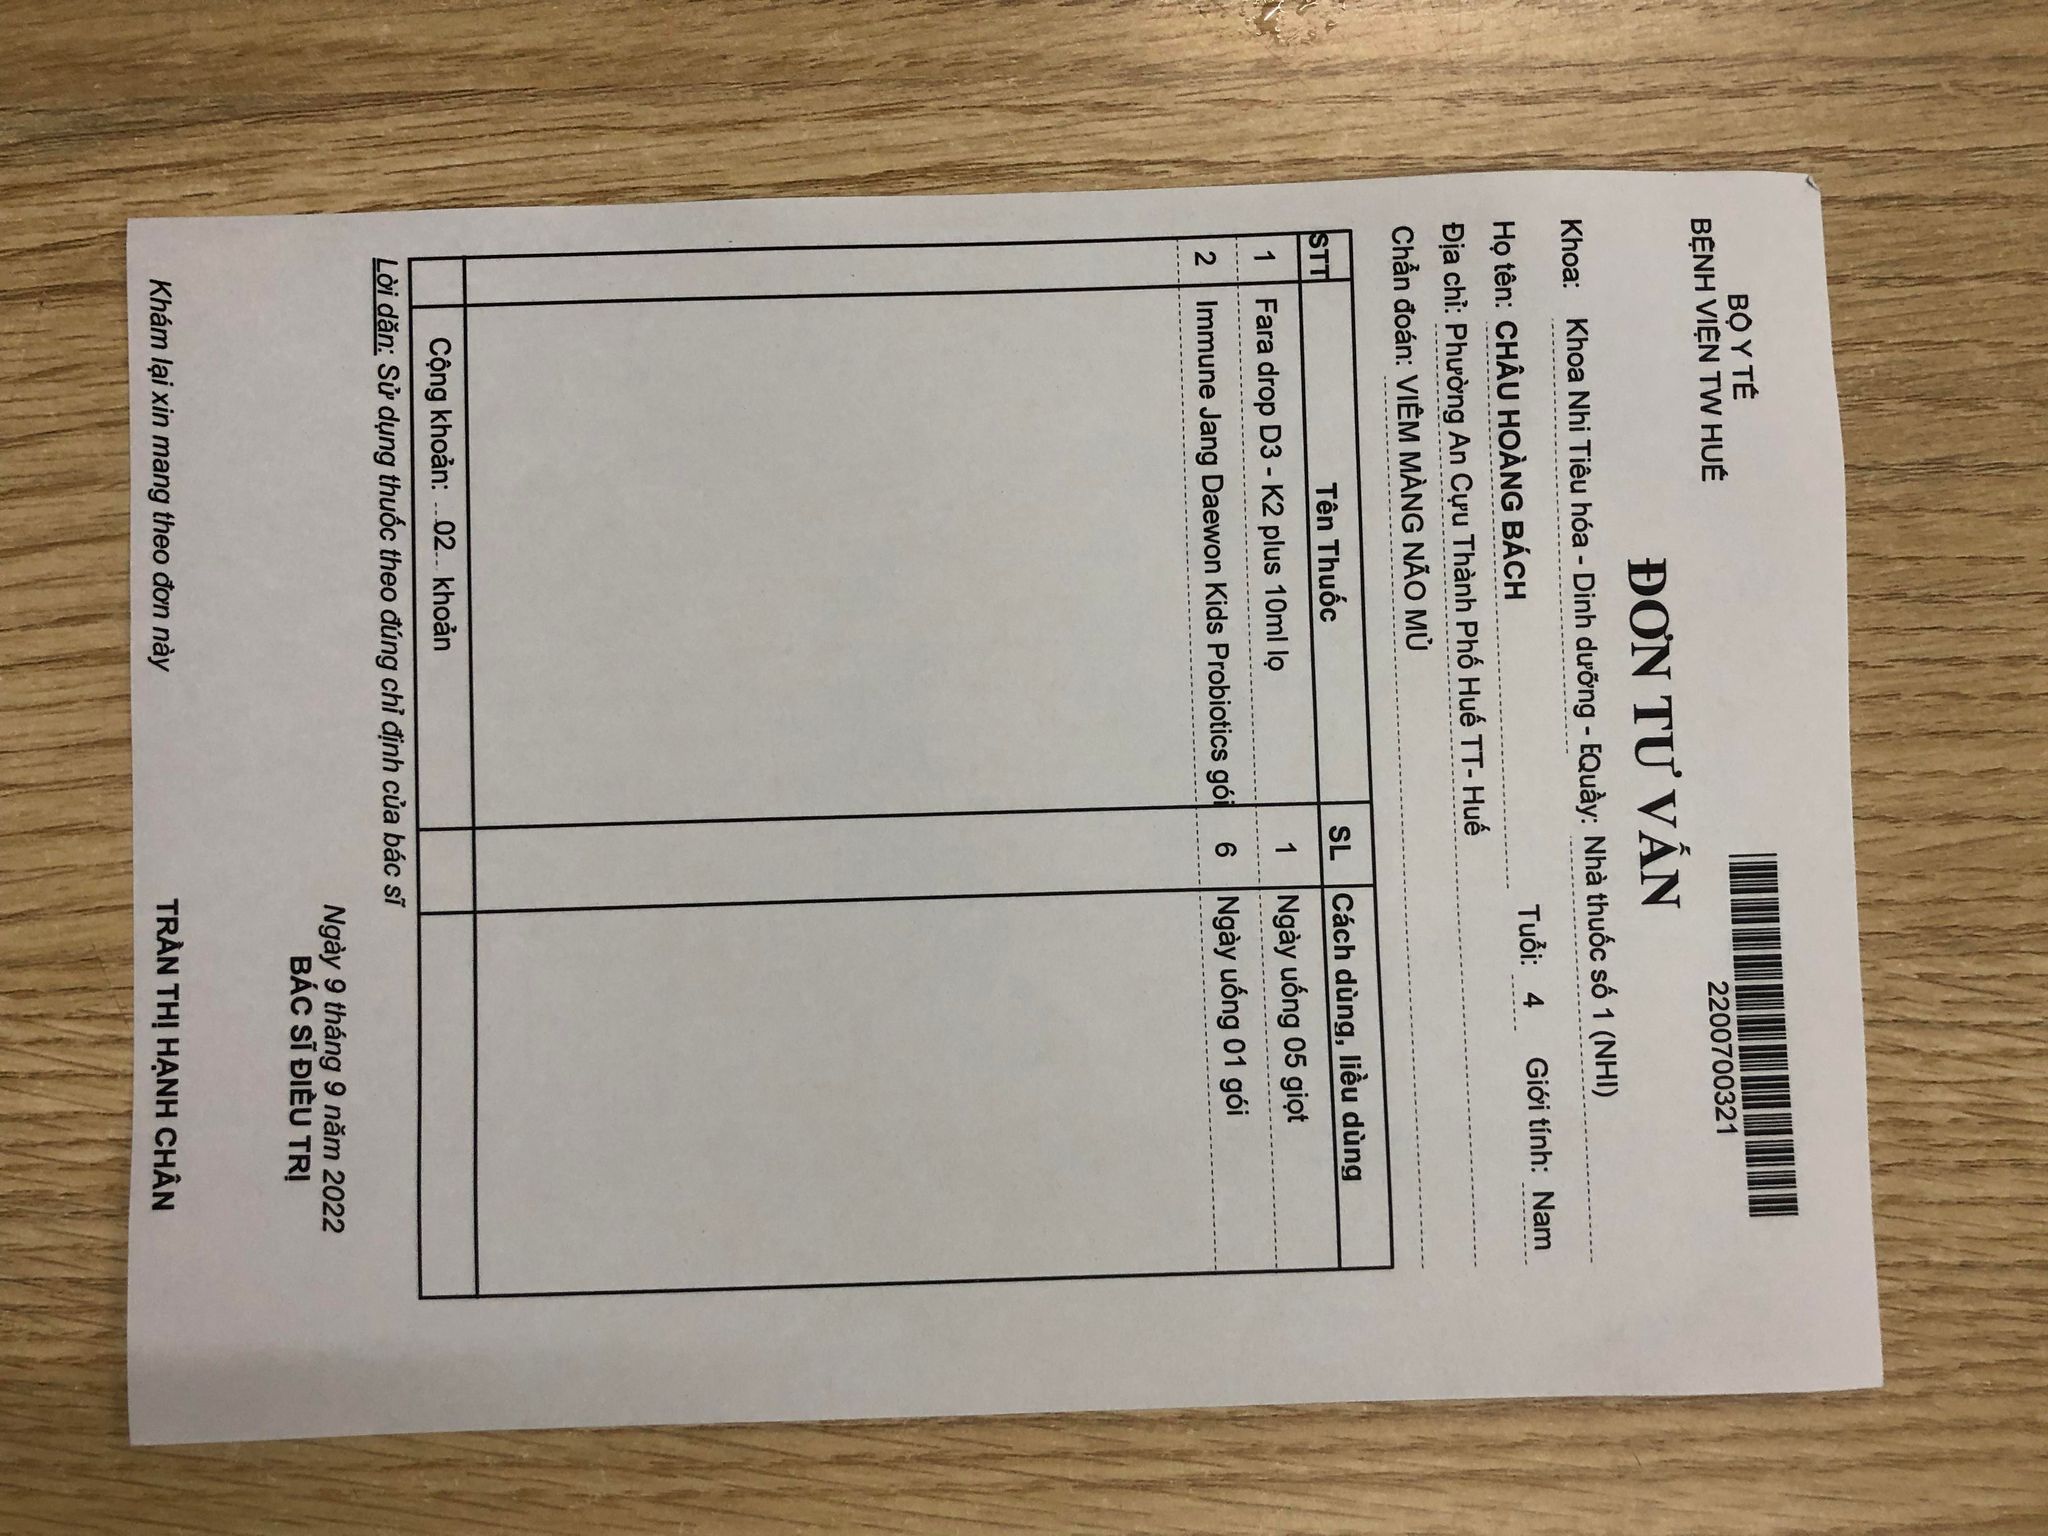 BỘ Y TẾ
BỆNH VIỆN TW HUẾ
2200700321
ĐƠN TƯ VẤN
Khoa: Khoa Nhi Tiêu hóa - Dinh dưỡng - EQuầy: Nhà thuốc số 1 (NHI)
Họ tên: CHÂU HOÀNG BÁCH Tuổi: 4 Giới tính: Nam
Địa chỉ: Phường An Cựu Thành Phố Huế TT- Huế
Chẩn đoán: VIÊM MÀNG NÃO MỦ
STT Tên Thuốc SL Cách dùng, liều dùng
1 Fara drop D3 - K2 plus 10ml lọ 1 Ngày uống 05 giọt
2 Immune Jang Daewon Kids Probiotics gói 6 Ngày uống 01 gói
Cộng khoản: ...02... khoản
Lời dặn: Sử dụng thuốc theo đúng chỉ định của bác sĩ
Ngày 9 tháng 9 năm 2022
BÁC SĨ ĐIỀU TRỊ
Khám lại xin mang theo đơn này
TRẦN THỊ HẠNH CHÂN